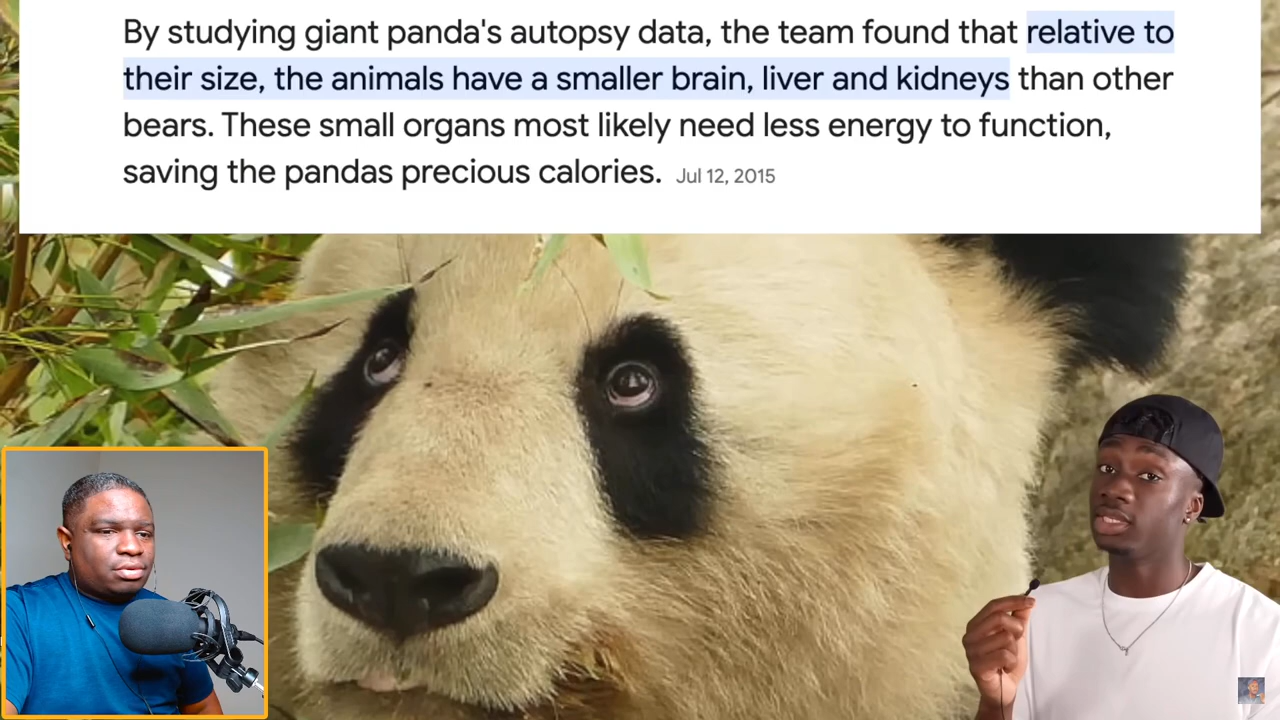 By studying giant panda's autopsy data, the team found that relative to
their size, the animals have a smaller brain, liver and kidneys than other
bears. These small organs most likely need less energy to function,
saving the pandas precious calories. Jul 12, 2015